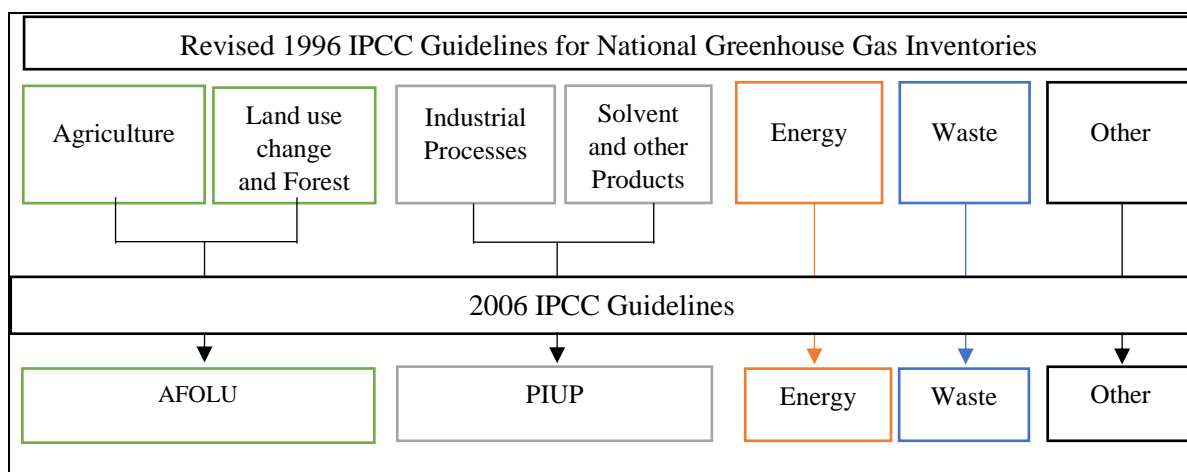 Revised 1996 IPCC Guidelines for National Greenhouse Gas Inventories
Agriculture
Land use
change
and Forest
Industrial
Processes
Solvent
and other
Products
Energy
Waste
Other
2006 IPCC Guidelines
AFOLU
PIUP
Energy
Waste
Other